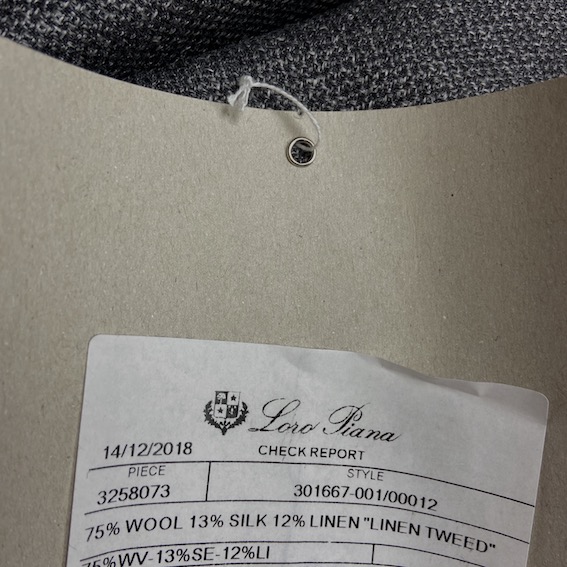 Loro Piana
14/12/2018 CHECK REPORT
PIECE STYLE
3258073 301667-001/00012
75% WOOL 13% SILK 12% LINEN "LINEN TWEED"
75%WV-13%SE-12%LI